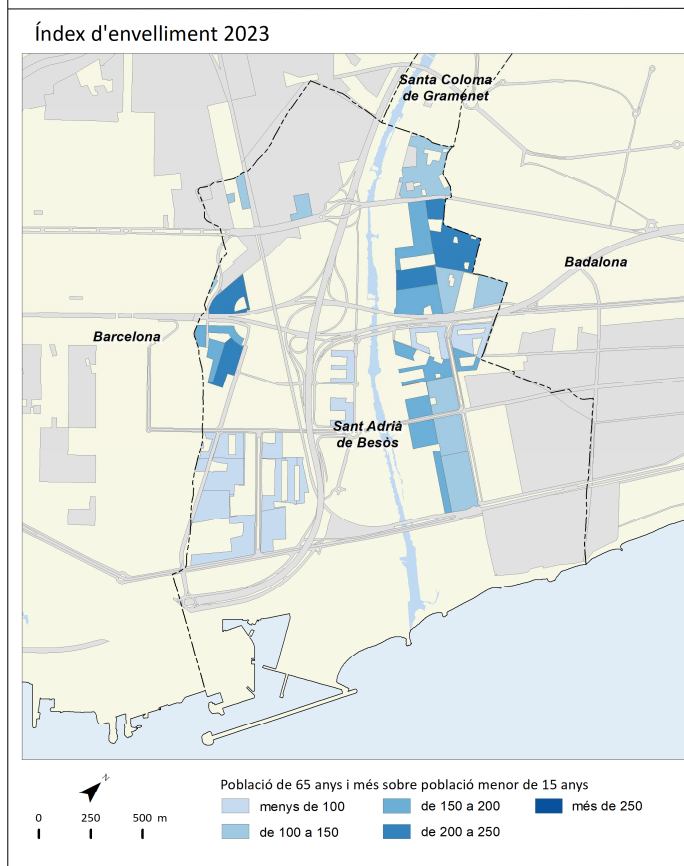 Índex d'envelliment 2023
Santa Coloma
de Gramenet
Badalona
Barcelona
Sant Adrià
de Besòs
N
0 250 500 m
Població de 65 anys i més sobre població menor de 15 anys
menys de 100
de 150 a 200
més de 250
de 100 a 150
de 200 a 250